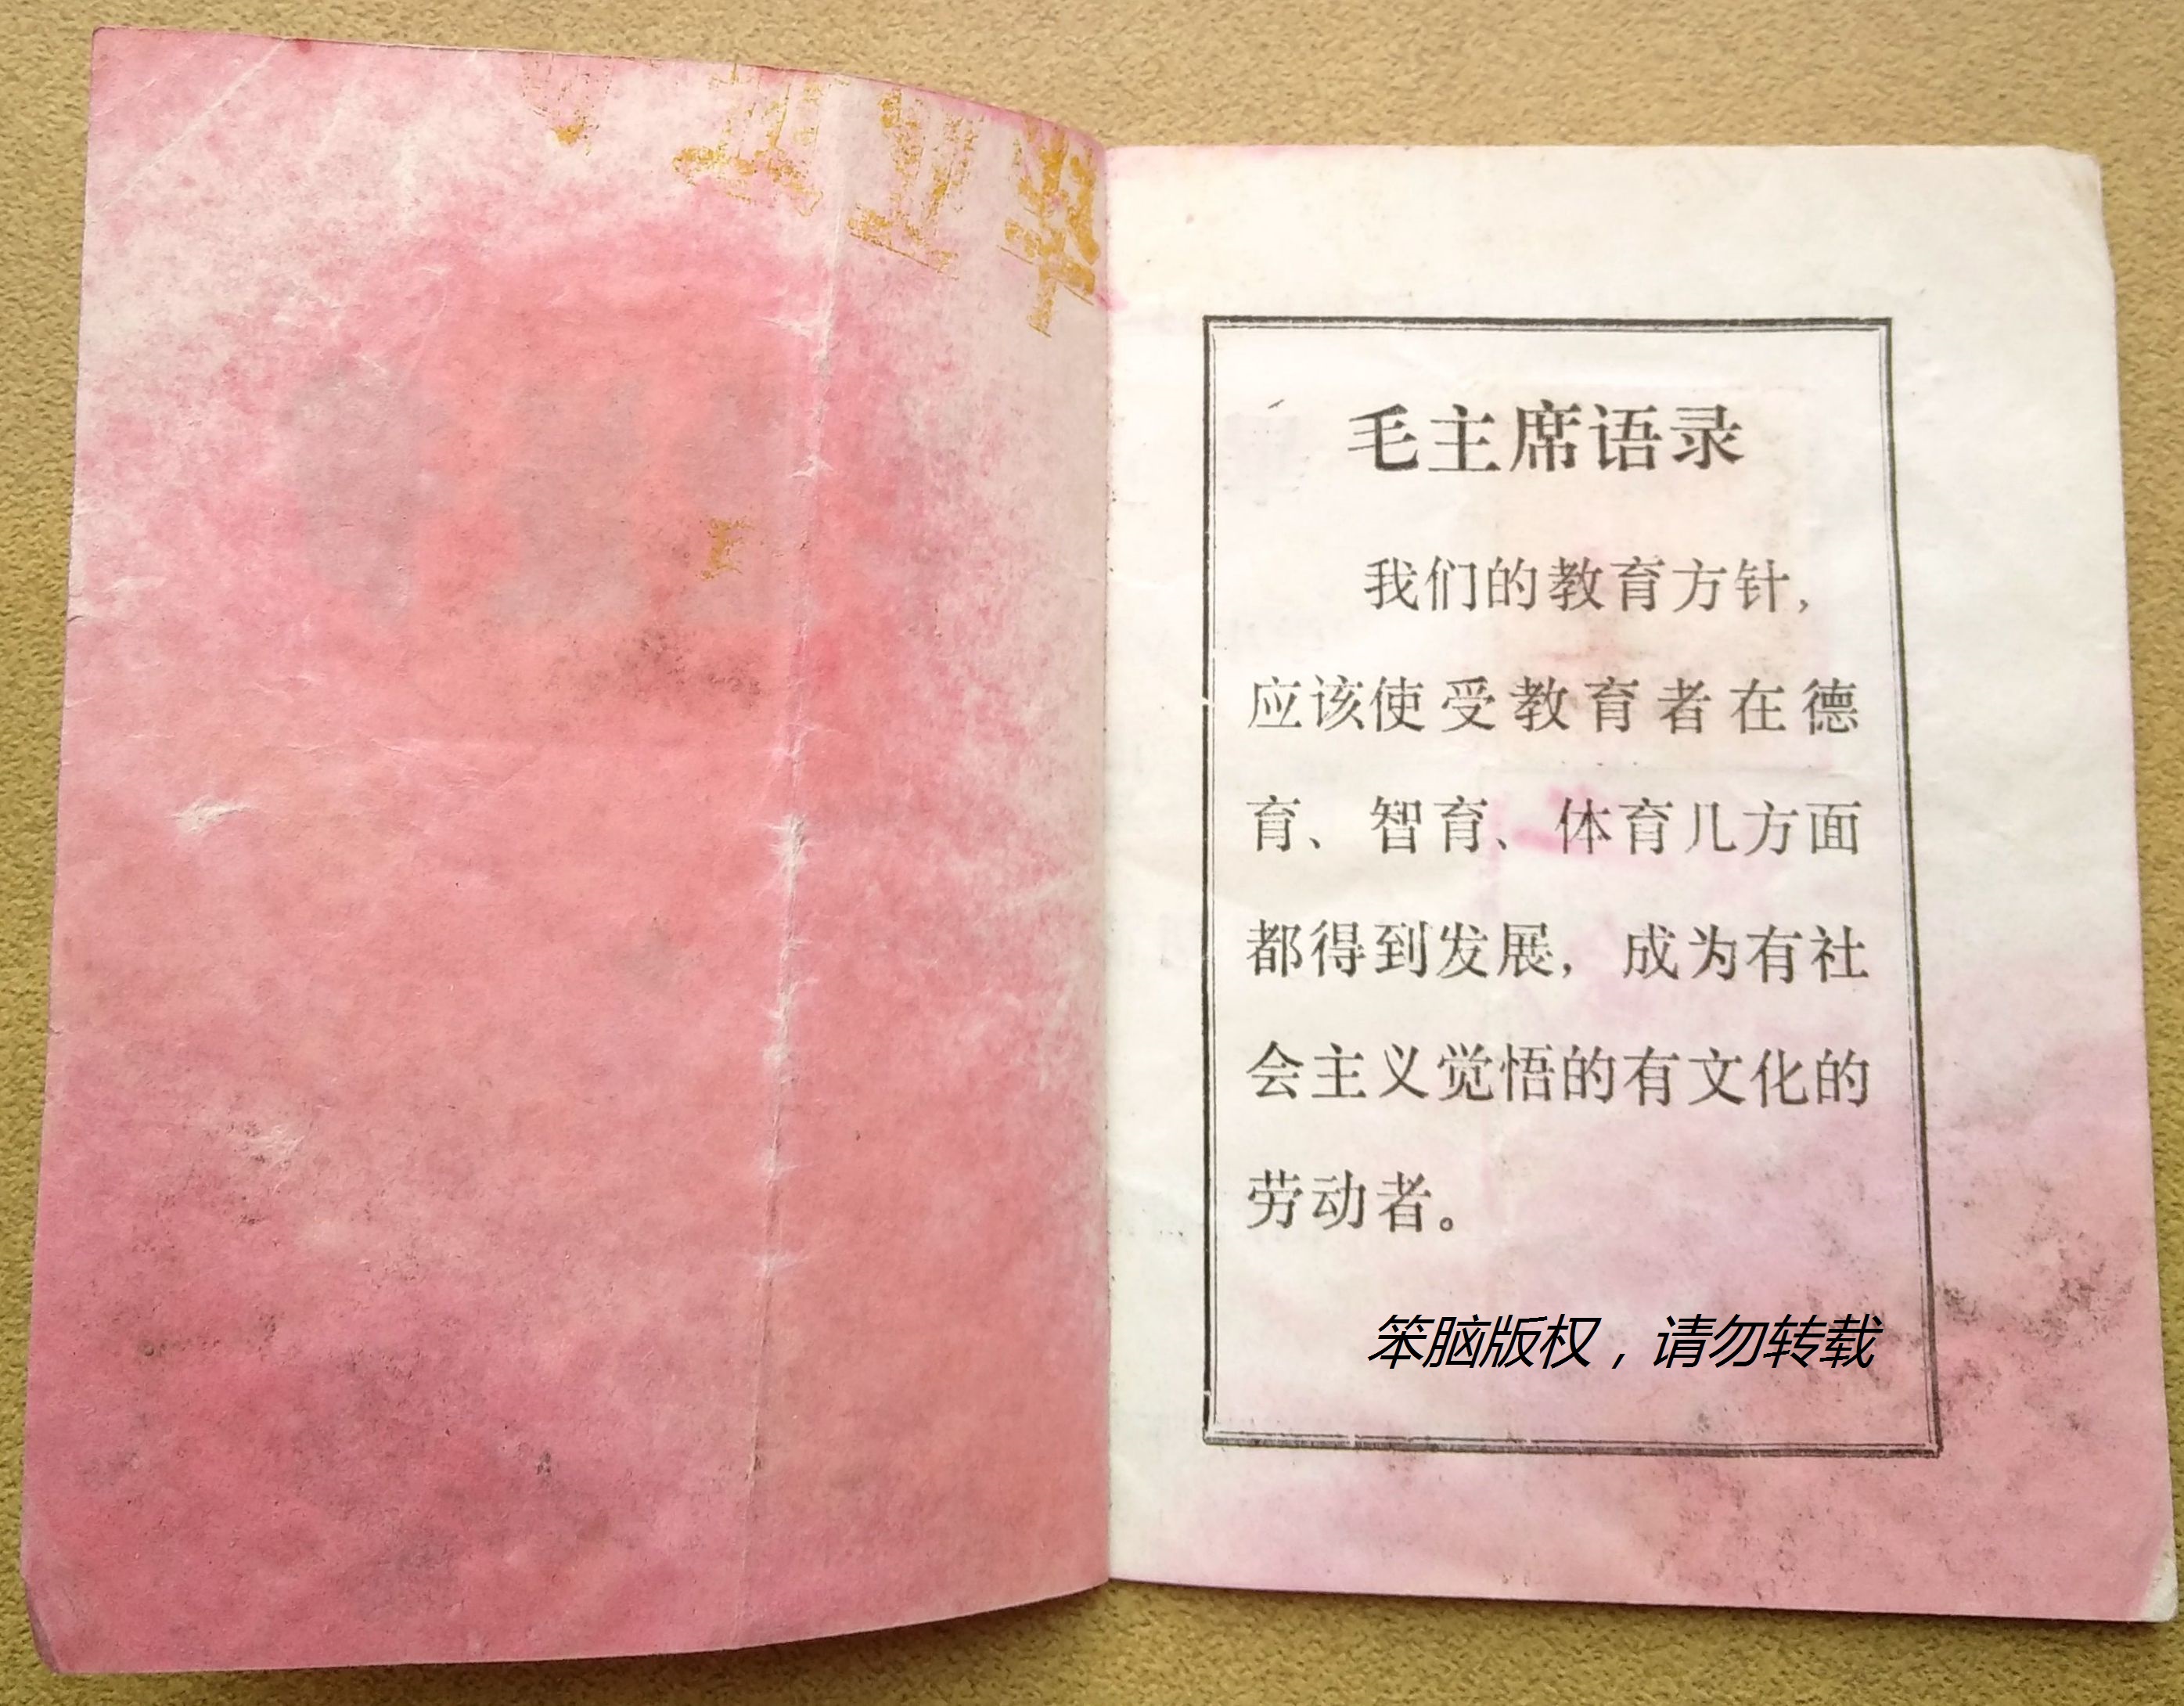 毛主席语录
我们的教育方针，
应该使受教育者在德
育、智育、体育几方面
都得到发展，成为有社
会主义觉悟的有文化的
劳动者。
笨脑版权，请勿转载